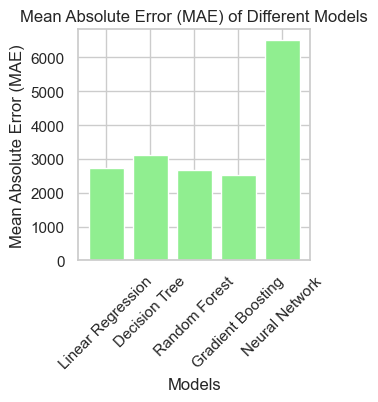 Mean Absolute Error (MAE) of Different Models
Mean Absolute Error (MAE)
6000
5000
4000
3000
2000
1000
0
Linear Regression
Decision Tree
Random Forest
Gradient Boosting
Neural Network
Models